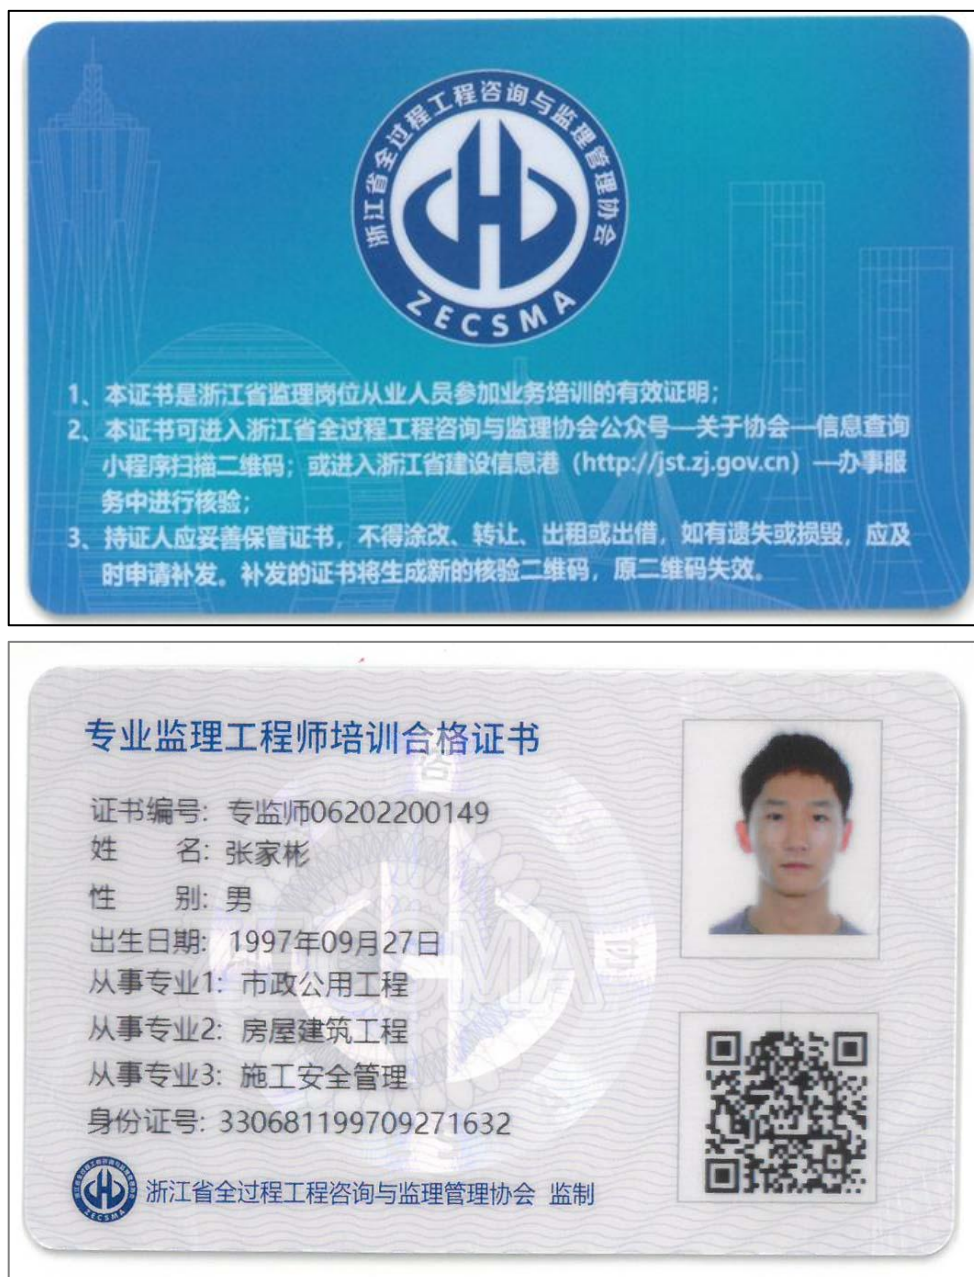 浙江省全过程工程咨询与监理管理协会
ZECSMA
1、本证书是浙江省监理岗位从业人员参加业务培训的有效证明；
2、本证书可进入浙江省全过程工程咨询与监理协会公众号—关于协会—信息查询
小程序扫描二维码；或进入浙江省建设信息港（http://jst.zj.gov.cn）—办事服
务中进行核验；
3、持证人应妥善保管证书，不得涂改、转让、出租或出借，如有遗失或损毁，应及
时申请补发。补发的证书将生成新的核验二维码，原二维码失效。
专业监理工程师培训合格证书
证书编号: 专监师06202200149
姓 名: 张家彬
性 别: 男
出生日期: 1997年09月27日
从事专业1: 市政公用工程
从事专业2: 房屋建筑工程
从事专业3: 施工安全管理
身份证号: 330681199709271632
浙江省全过程工程咨询与监理管理协会 监制